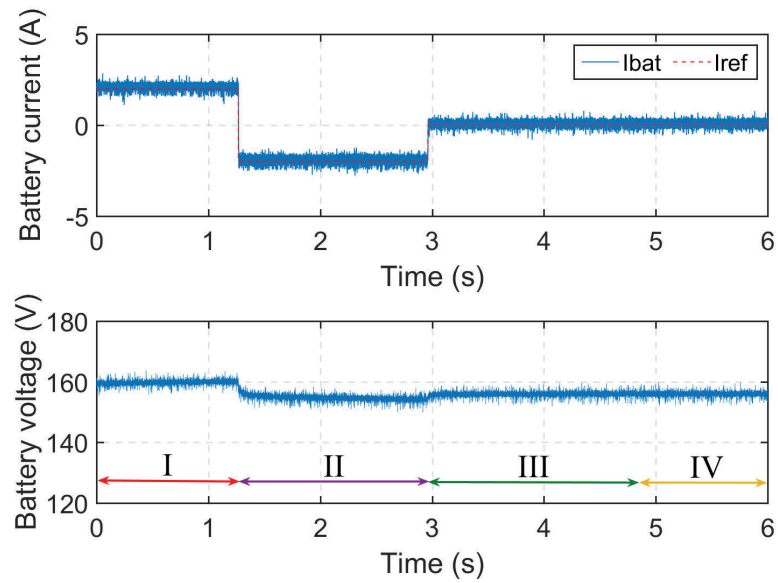 Battery current (A)
5
0
-5
Ibat Iref
0 1 2 3 4 5 6
Time (s)
Battery voltage (V)
180
160
140
120
I II III IV
0 1 2 3 4 5 6
Time (s)